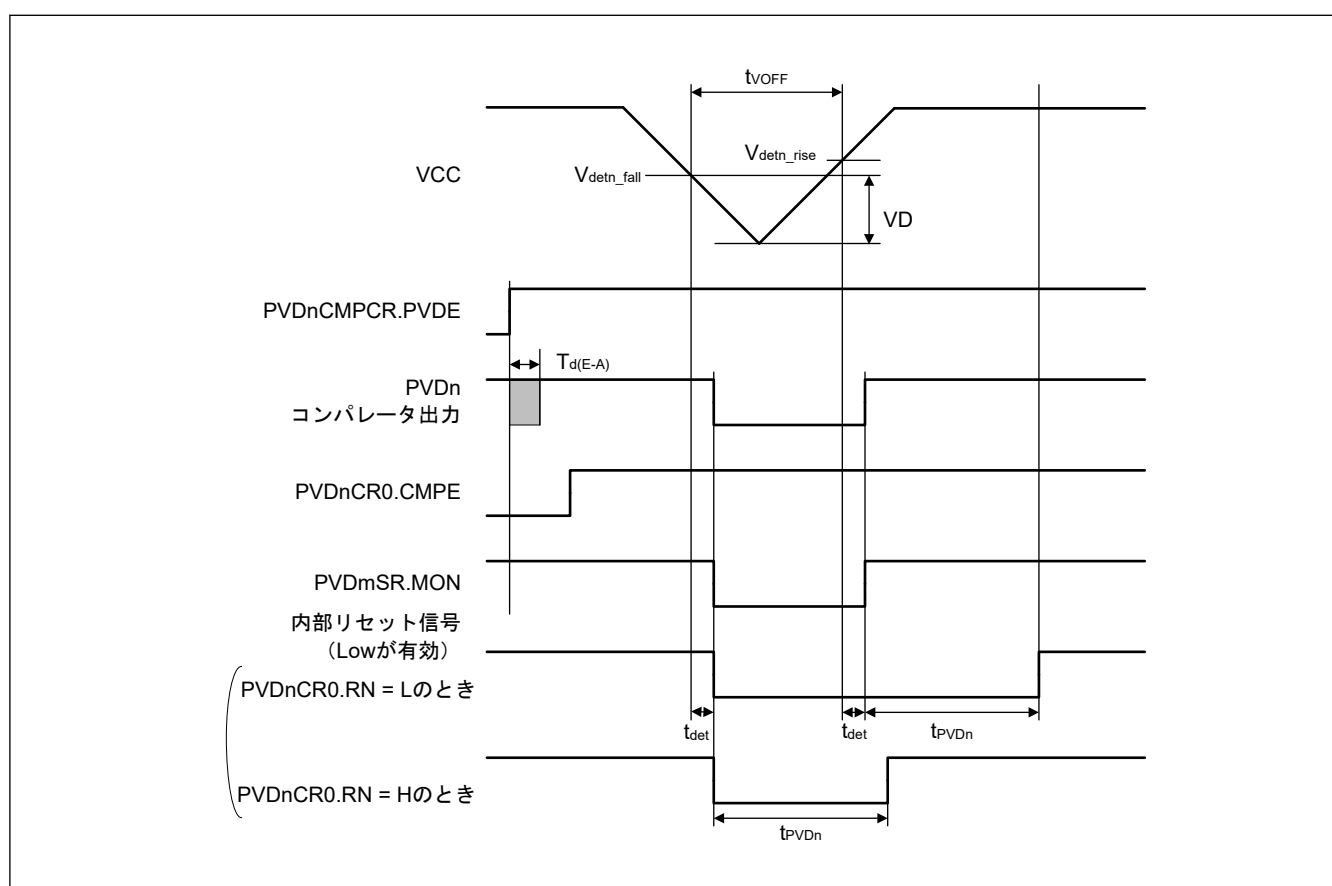 tVOFF
Vdetn_rise
VCC
Vdetn_fall
VD
PVDnCMPCR.PVDE
Td(E-A)
PVDn
コンパレータ出力
PVDnCR0.CMPE
PVDmSR.MON
内部リセット信号
（Lowが有効）
PVDnCR0.RN = Lのとき
tdet
tdet
tPVDn
PVDnCR0.RN = Hのとき
tPVDn